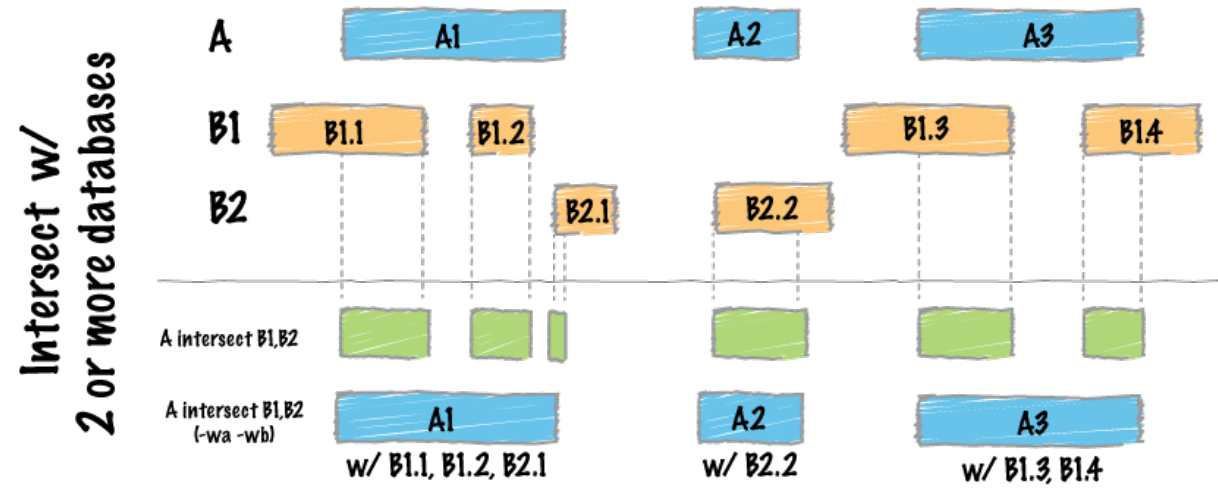 Intersect w/
2 or more databases
A
A1
A2
A3
B1
B1.1
B1.2
B1.3
B1.4
B2
B2.1
B2.2
A intersect B1,B2
A intersect B1,B2
(-wa -wb)
A1
A2
A3
w/ B1.1, B1.2, B2.1
w/ B2.2
w/ B1.3, B1.4